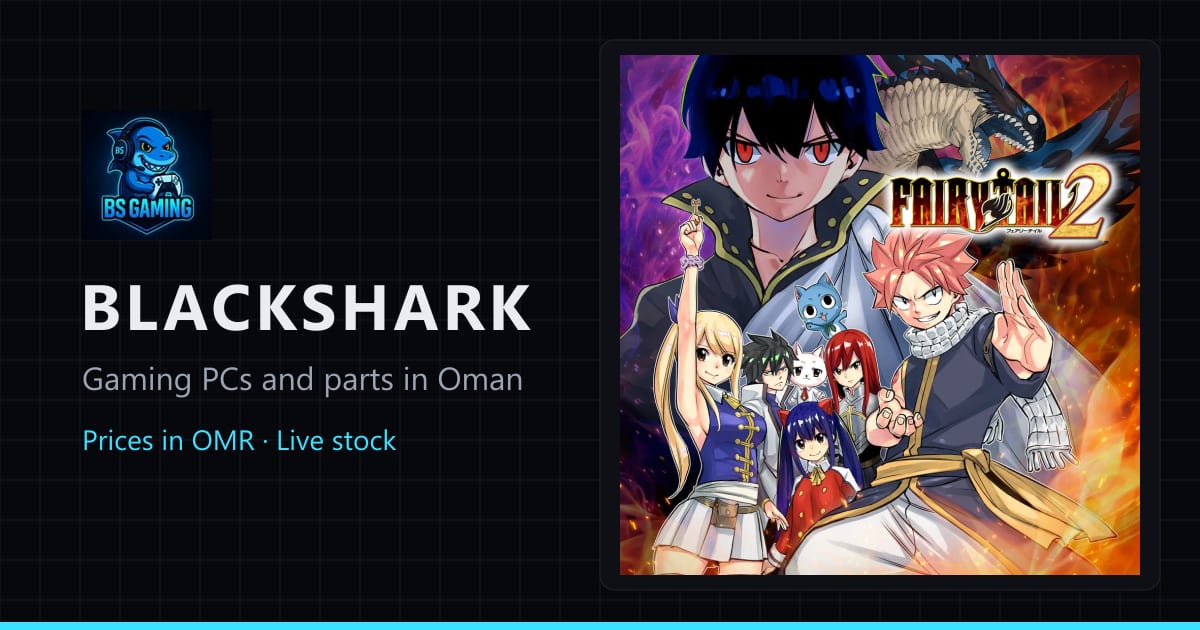 BS
BS GAMING
BLACKSHARK
Gaming PCs and parts in Oman
Prices in OMR · Live stock
FAIRY TAIL 2
フェアリーテイル